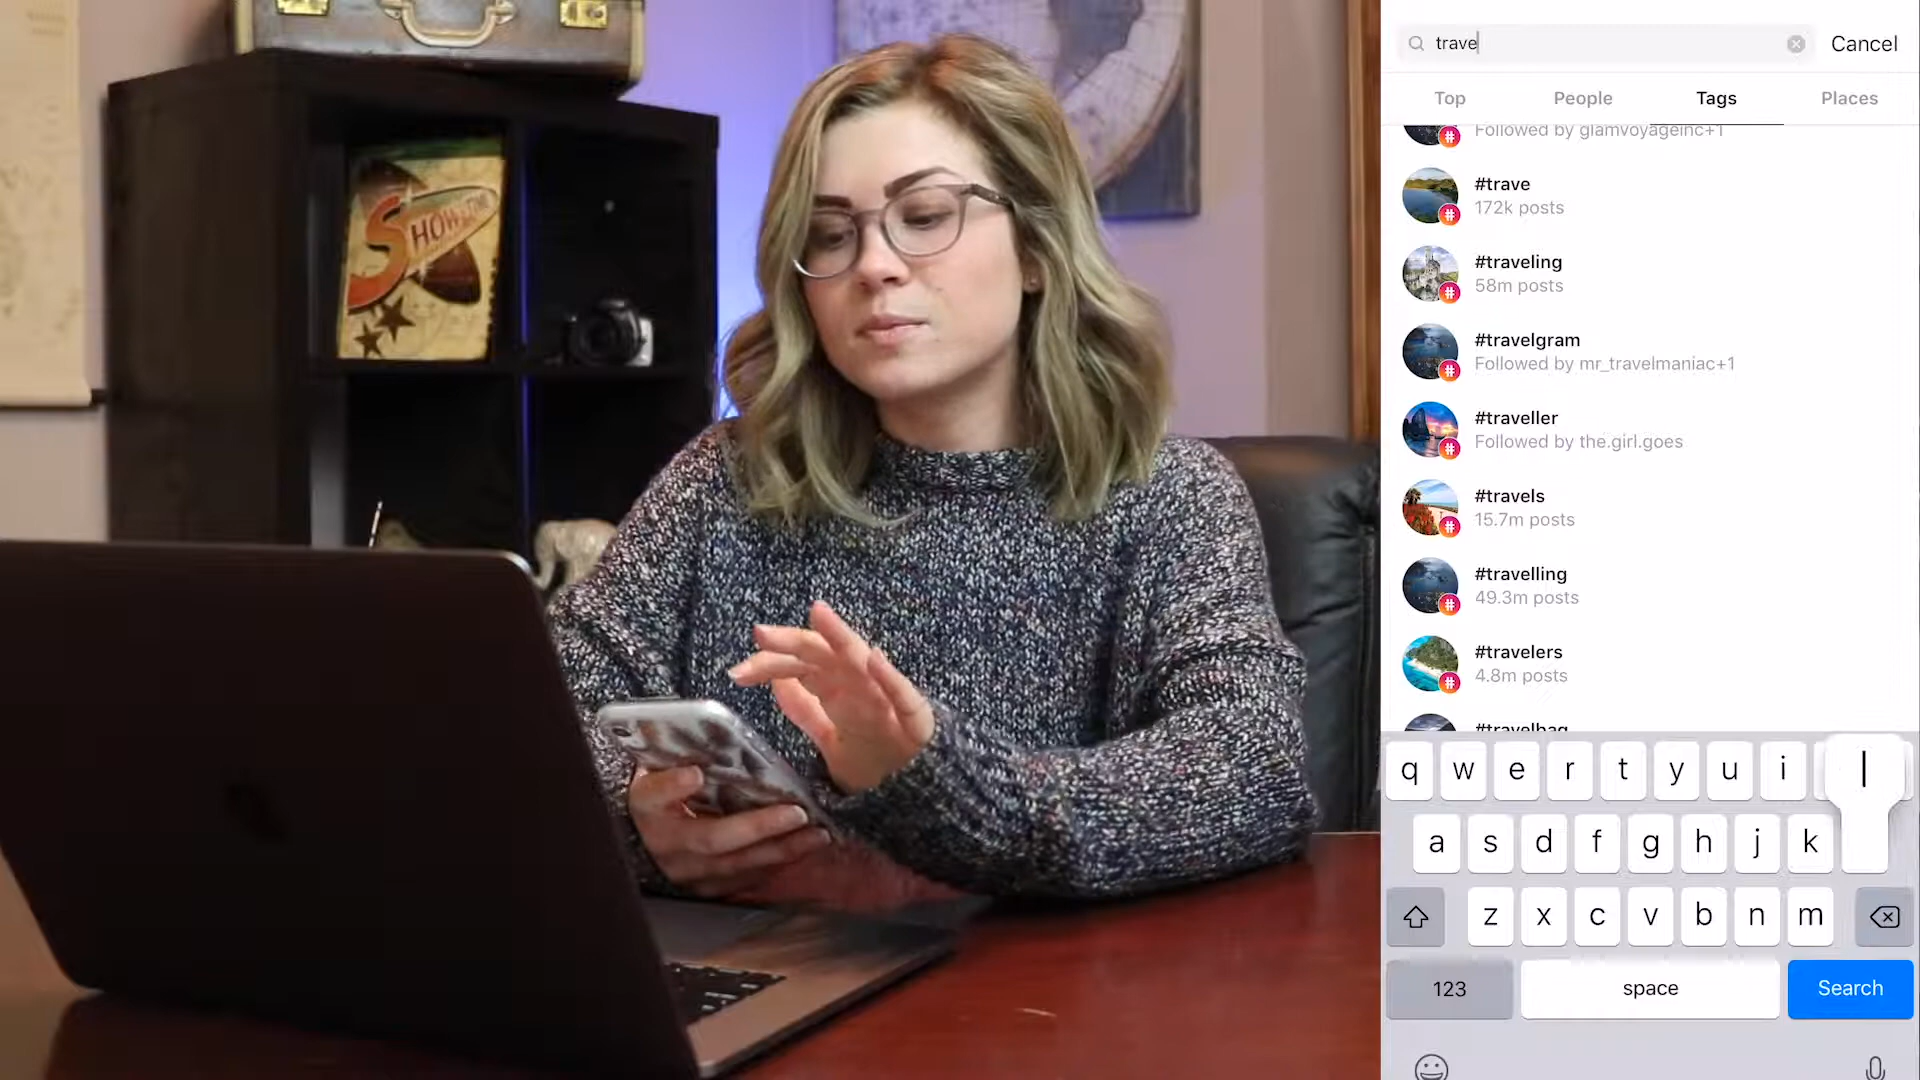 SHOWTIME
trave
Cancel
Top People Tags Places
Followed by glamvoyageinc+1
#trave
172k posts
#traveling
58m posts
#travelgram
Followed by mr_travelmaniac+1
#traveller
Followed by the.girl.goes
#travels
15.7m posts
#travelling
49.3m posts
#travelers
4.8m posts
#travelbag
q w e r t y u i l
a s d f g h j k
z x c v b n m
123 space Search